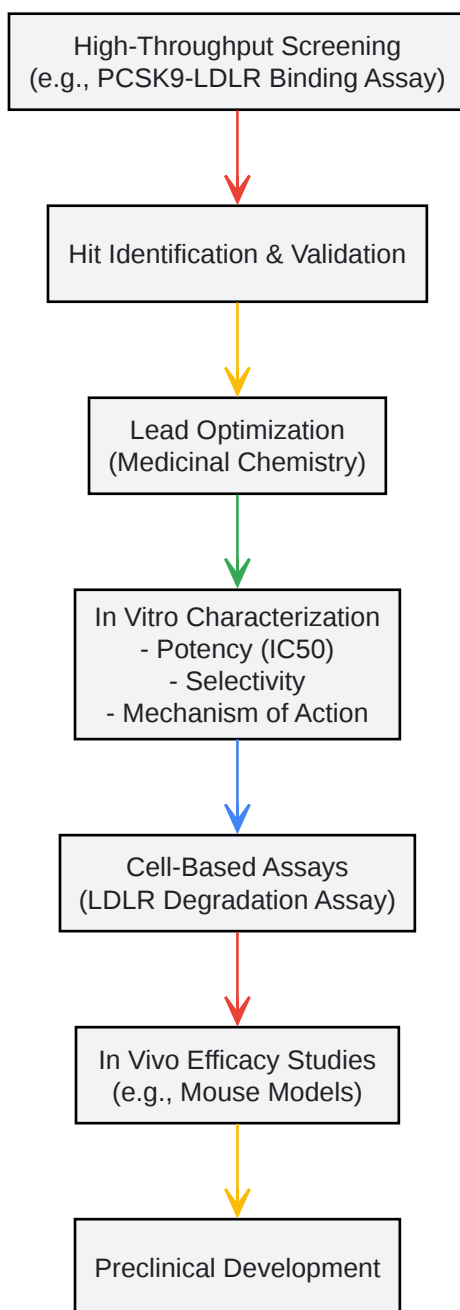 High-Throughput Screening
(e.g., PCSK9-LDLR Binding Assay)
Hit Identification & Validation
Lead Optimization
(Medicinal Chemistry)
In Vitro Characterization
- Potency (IC50)
- Selectivity
- Mechanism of Action
Cell-Based Assays
(LDLR Degradation Assay)
In Vivo Efficacy Studies
(e.g., Mouse Models)
Preclinical Development